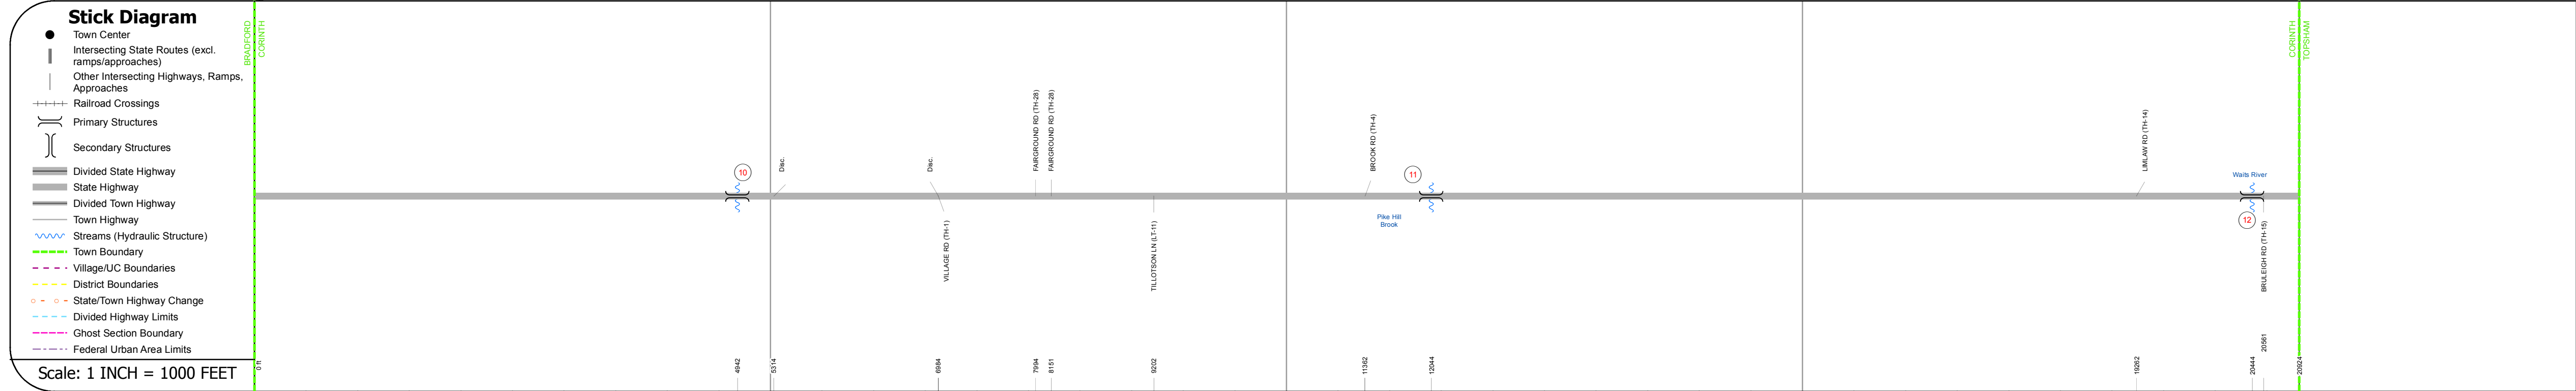 Stick Diagram
Town Center
Intersecting State Routes (excl.
ramps/approaches)
Other Intersecting Highways, Ramps,
Approaches
Railroad Crossings
Primary Structures
Secondary Structures
Divided State Highway
State Highway
Divided Town Highway
Town Highway
Streams (Hydraulic Structure)
Town Boundary
Village/UC Boundaries
District Boundaries
State/Town Highway Change
Divided Highway Limits
Ghost Section Boundary
Federal Urban Area Limits
Scale: 1 INCH = 1000 FEET
BRADFORD
CORINTH
10
Disc.
Disc.
VILLAGE RD (TH-1)
FAIRGROUND RD (TH-28)
FAIRGROUND RD (TH-28)
TILLOTSON LN (LT-11)
BROOK RD (TH-4)
11
Pike Hill
Brook
LIMLAW RD (TH-14)
Waits River
12
BRULEIGH RD (TH-15)
CORINTH
TOPSHAM
0 ft
4942
5314
6984
7994
8151
9202
11362
12044
19262
20444
20561
20924